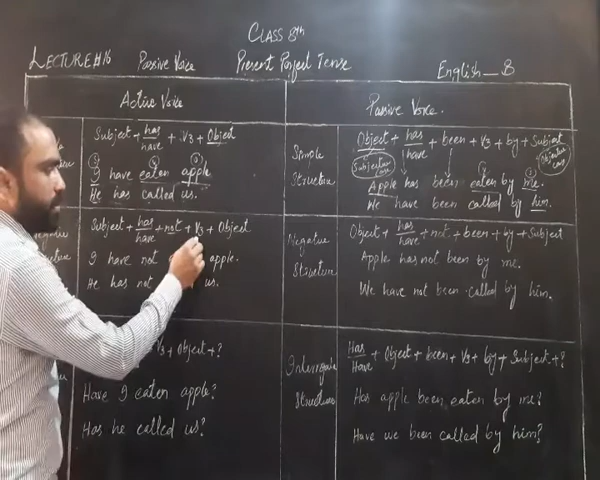 CLASS 8th
LECTURE#16 Passive Voice Present Perfect Tense English B
Active Voice
Subject + has/have + V3 + Object
I have eaten apple
He has called us.
Subject + has/have + not + V3 + Object
I have not apple.
He has not us.
V3 + Object + ?
Have I eaten apple?
Has he called us?
Passive Voice.
Simple Structure
Object + has/have + been + V3 + by + Subject
Subjective case
Objective case
Apple has been eaten by me.
We have been called by him.
Negative Structure
Object + has/have + not + been + by + Subject
Apple has not been by me.
We have not been called by him.
Structure
Has/Have + Object + been + V3 + by + Subject + ?
Has apple been eaten by me?
Have we been called by him?